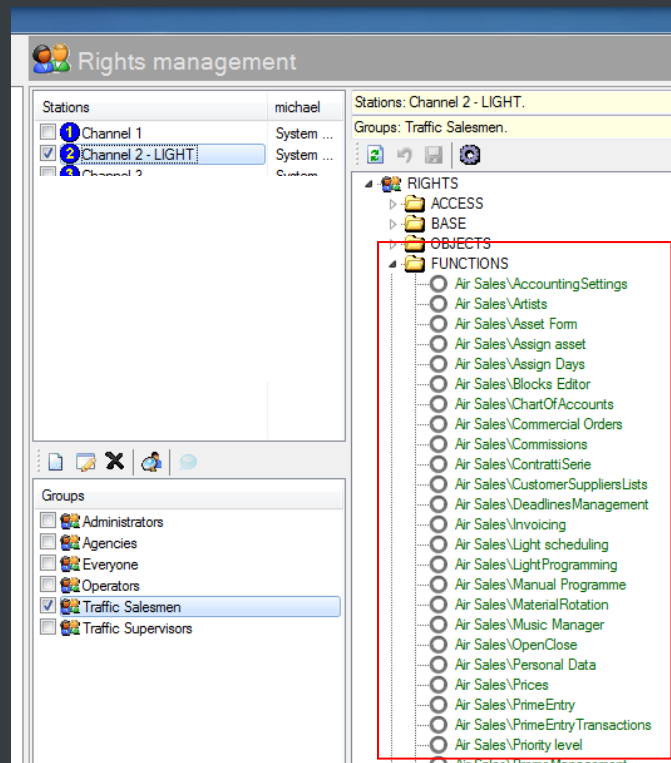 Rights management
Stations michael
1 Channel 1 System ...
2 Channel 2 - LIGHT System ...
3 Channel 3 System
Groups
Administrators
Agencies
Everyone
Operators
Traffic Salesmen
Traffic Supervisors
Stations: Channel 2 - LIGHT.
Groups: Traffic Salesmen.
RIGHTS
ACCESS
BASE
OBJECTS
FUNCTIONS
Air Sales\AccountingSettings
Air Sales\Artists
Air Sales\Asset Form
Air Sales\Assign asset
Air Sales\Assign Days
Air Sales\Blocks Editor
Air Sales\ChartOfAccounts
Air Sales\Commercial Orders
Air Sales\Commissions
Air Sales\ContrattiSerie
Air Sales\CustomerSuppliersLists
Air Sales\DeadlinesManagement
Air Sales\Invoicing
Air Sales\Light scheduling
Air Sales\LightProgramming
Air Sales\Manual Programme
Air Sales\MaterialRotation
Air Sales\Music Manager
Air Sales\OpenClose
Air Sales\Personal Data
Air Sales\Prices
Air Sales\PrimeEntry
Air Sales\PrimeEntryTransactions
Air Sales\Priority level